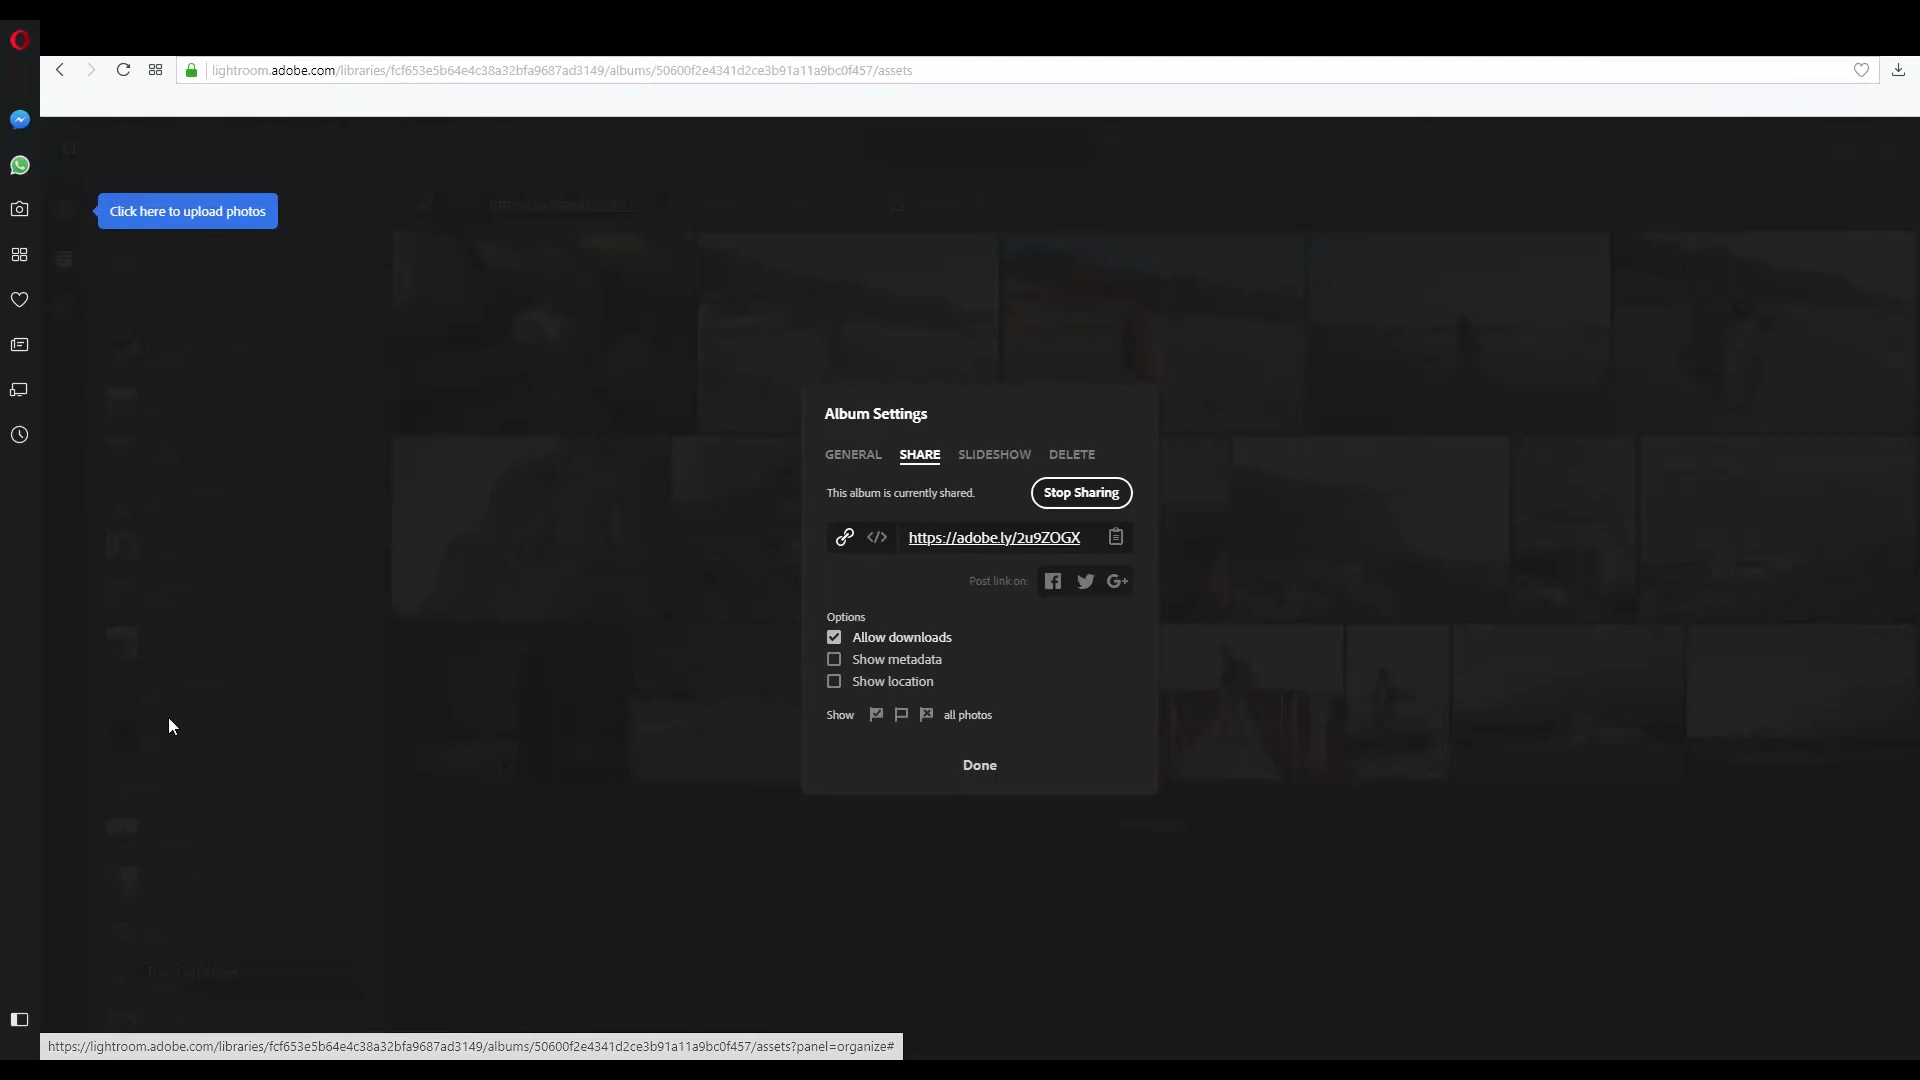 lightroom.adobe.com/libraries/fcf653e5b64e4c38a32bfa9687ad3149/albums/50600f2e4341d2ce3b91a11a9bc0f457/assets
Click here to upload photos
Album Settings
GENERAL SHARE SLIDESHOW DELETE
This album is currently shared. Stop Sharing
</> https://adobe.ly/2u9ZOGX
Post link on: G+
Options
Allow downloads
Show metadata
Show location
Show all photos
Done
https://lightroom.adobe.com/libraries/fcf653e5b64e4c38a32bfa9687ad3149/albums/50600f2e4341d2ce3b91a11a9bc0f457/assets?panel=organize#